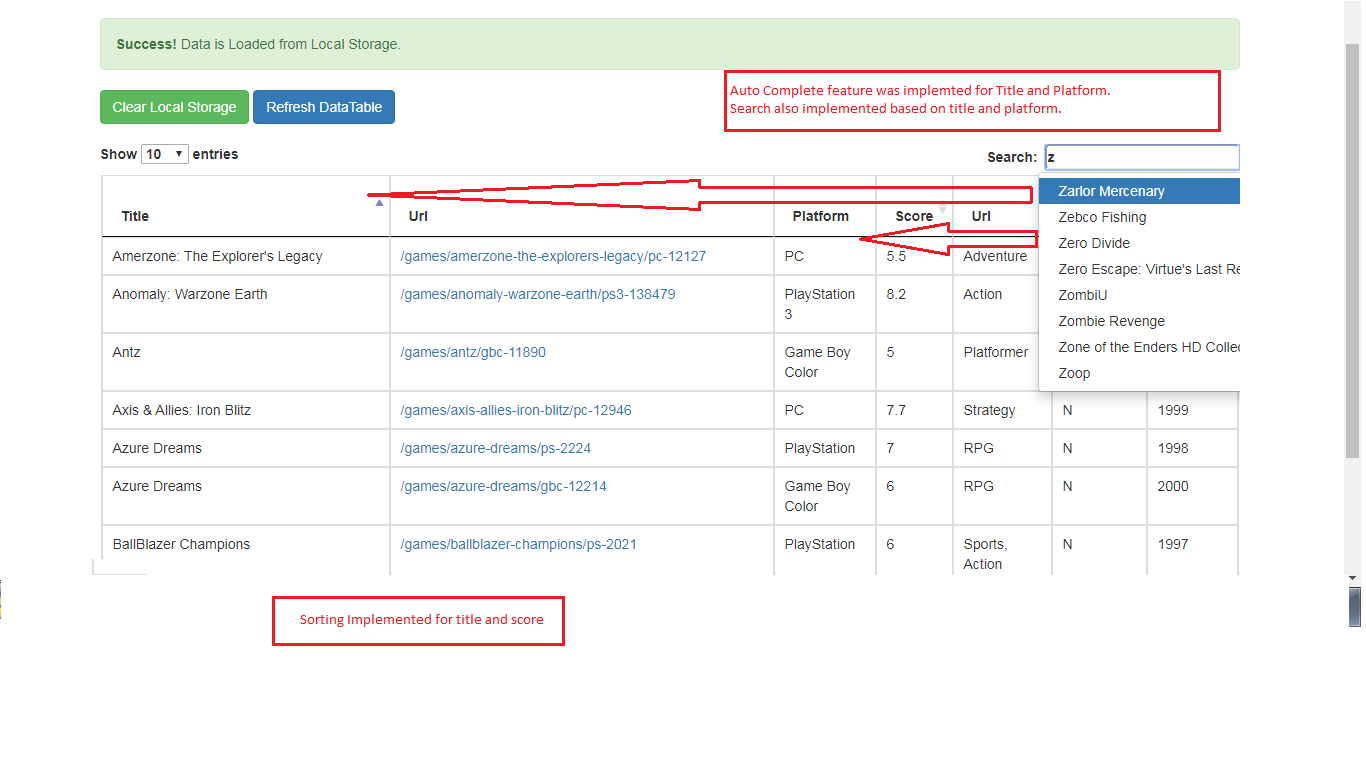 Success! Data is Loaded from Local Storage.
Auto Complete feature was implemted for Title and Platform.
Search also implemented based on title and platform.
Clear Local Storage Refresh DataTable
Show 10 entries Search: z
Zarlor Mercenary
Zebco Fishing
Zero Divide
Zero Escape: Virtue's Last Re
ZombiU
Zombie Revenge
Zone of the Enders HD Collec
Zoop
Title Url Platform Score Url
Amerzone: The Explorer's Legacy /games/amerzone-the-explorers-legacy/pc-12127 PC 5.5 Adventure
Anomaly: Warzone Earth /games/anomaly-warzone-earth/ps3-138479 PlayStation 8.2 Action
3
Antz /games/antz/gbc-11890 Game Boy 5 Platformer
Color
Axis & Allies: Iron Blitz /games/axis-allies-iron-blitz/pc-12946 PC 7.7 Strategy N 1999
Azure Dreams /games/azure-dreams/ps-2224 PlayStation 7 RPG N 1998
Azure Dreams /games/azure-dreams/gbc-12214 Game Boy 6 RPG N 2000
Color
BallBlazer Champions /games/ballblazer-champions/ps-2021 PlayStation 6 Sports, N 1997
Action
Sorting Implemented for title and score